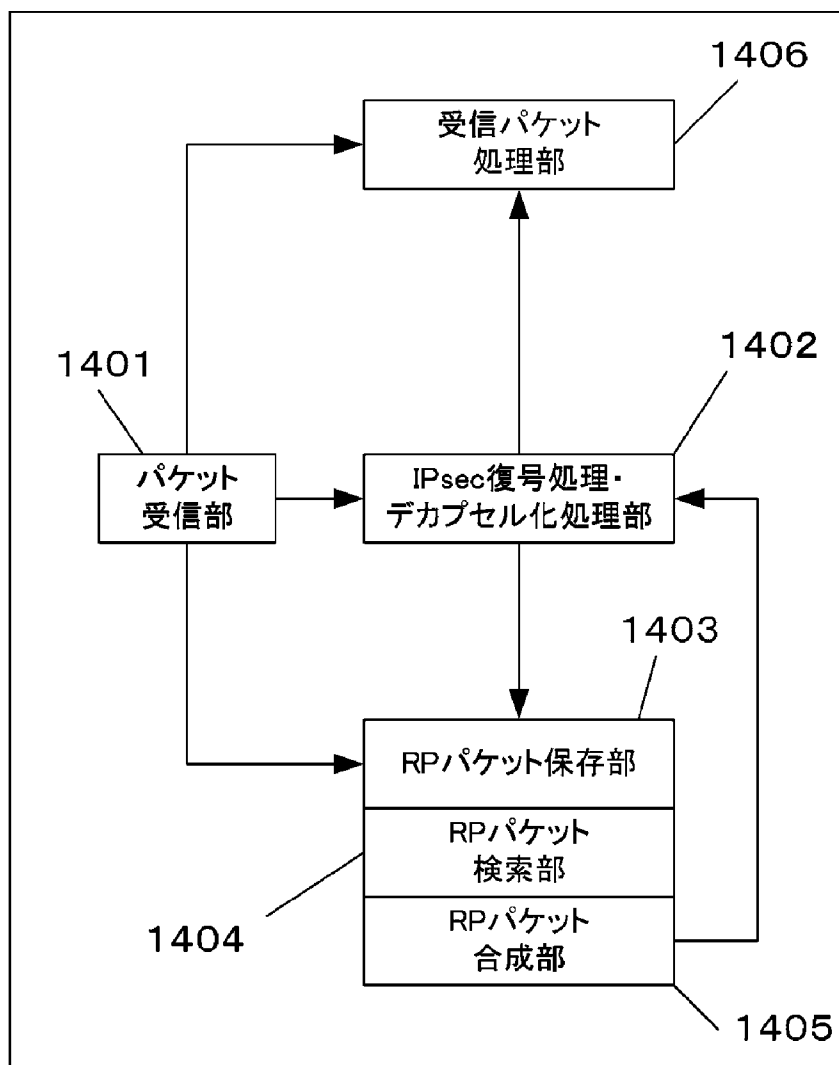 1406
受信パケット
処理部
1402
1401
パケット
受信部
IPsec復号処理・
デカプセル化処理部
1403
RPパケット保存部
RPパケット
検索部
1404
RPパケット
合成部
1405